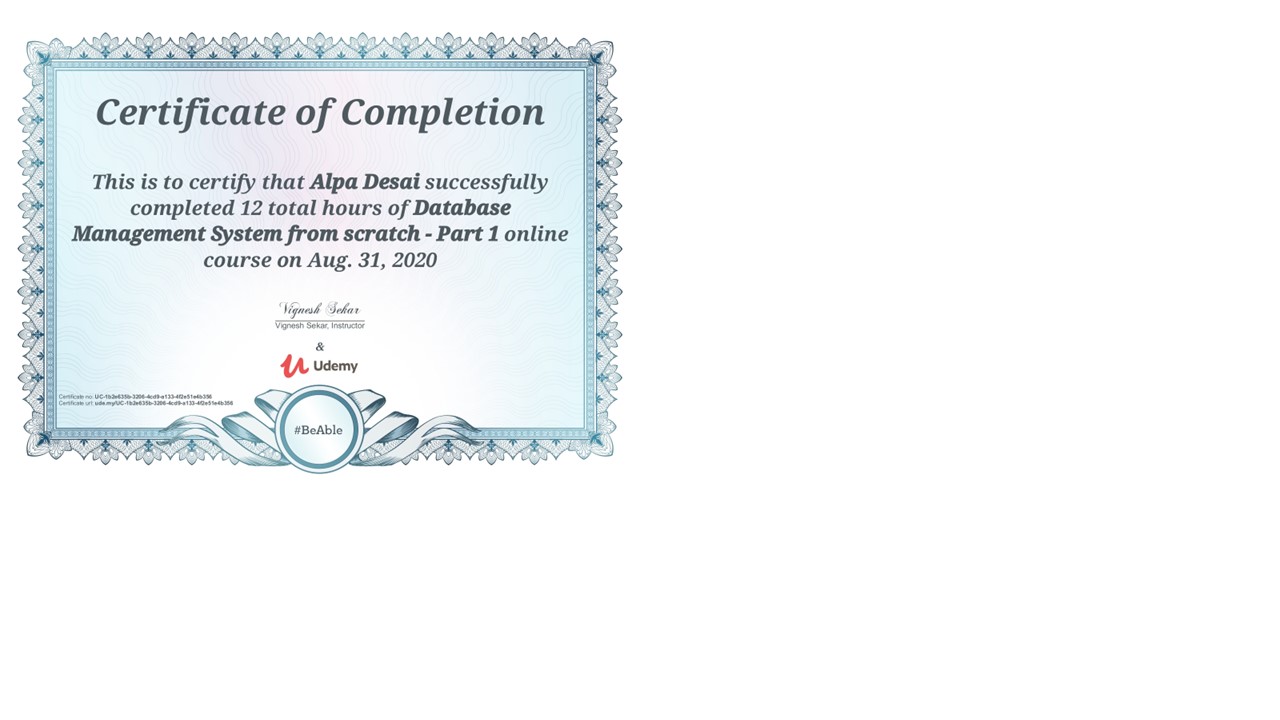 Certificate of Completion
This is to certify that Alpa Desai successfully
completed 12 total hours of Database
Management System from scratch - Part 1 online
course on Aug. 31, 2020
Vignesh Sekar
Vignesh Sekar, Instructor
&
Udemy
Certificate no: UC-1b2e635b-3206-4cd9-a133-4f2e51e4b356
Certificate url: ude.my/UC-1b2e635b-3206-4cd9-a133-4f2e51e4b356
#BeAble